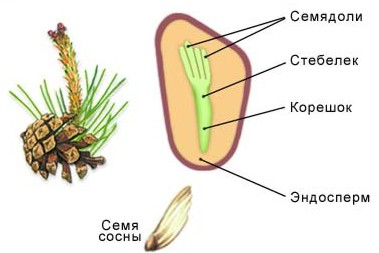 Семядоли
Стебелек
Корешок
Эндосперм
Семя
сосны